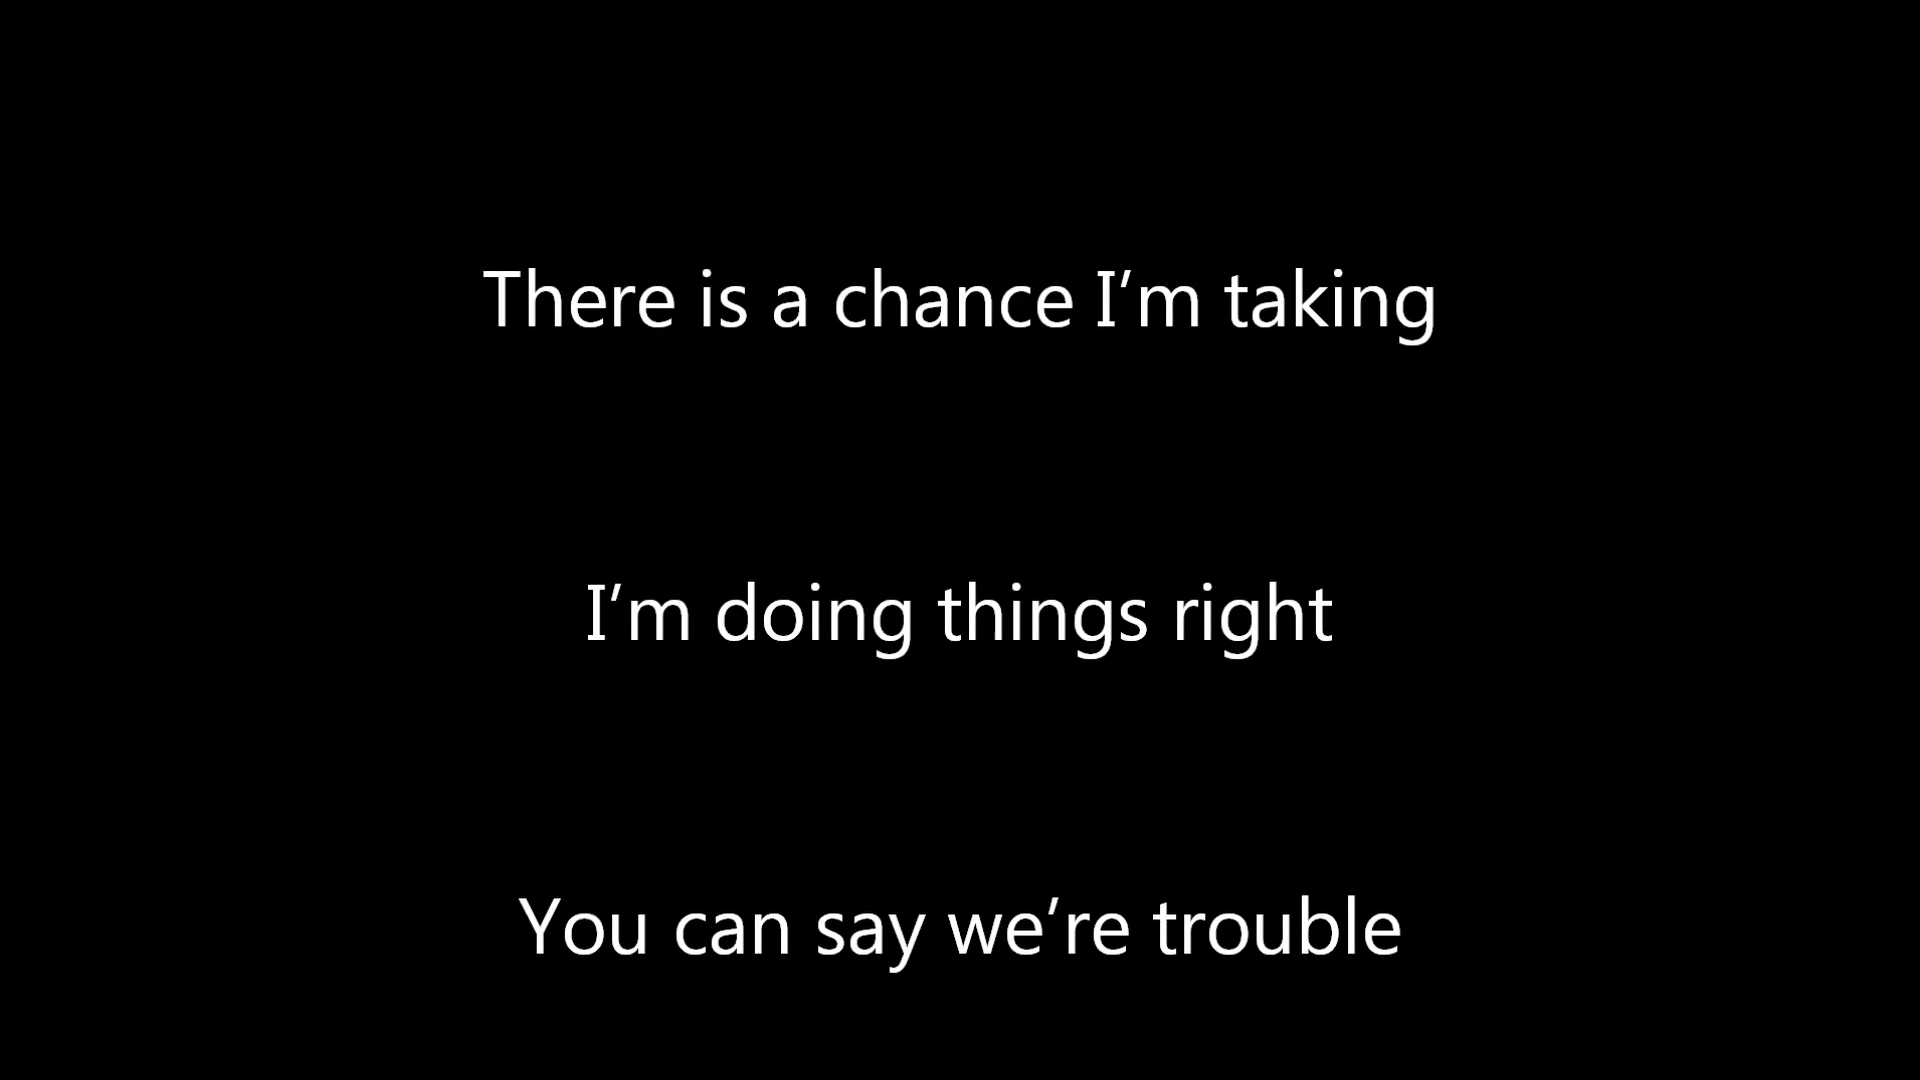 There is a chance I’m taking
I’m doing things right
You can say we’re trouble